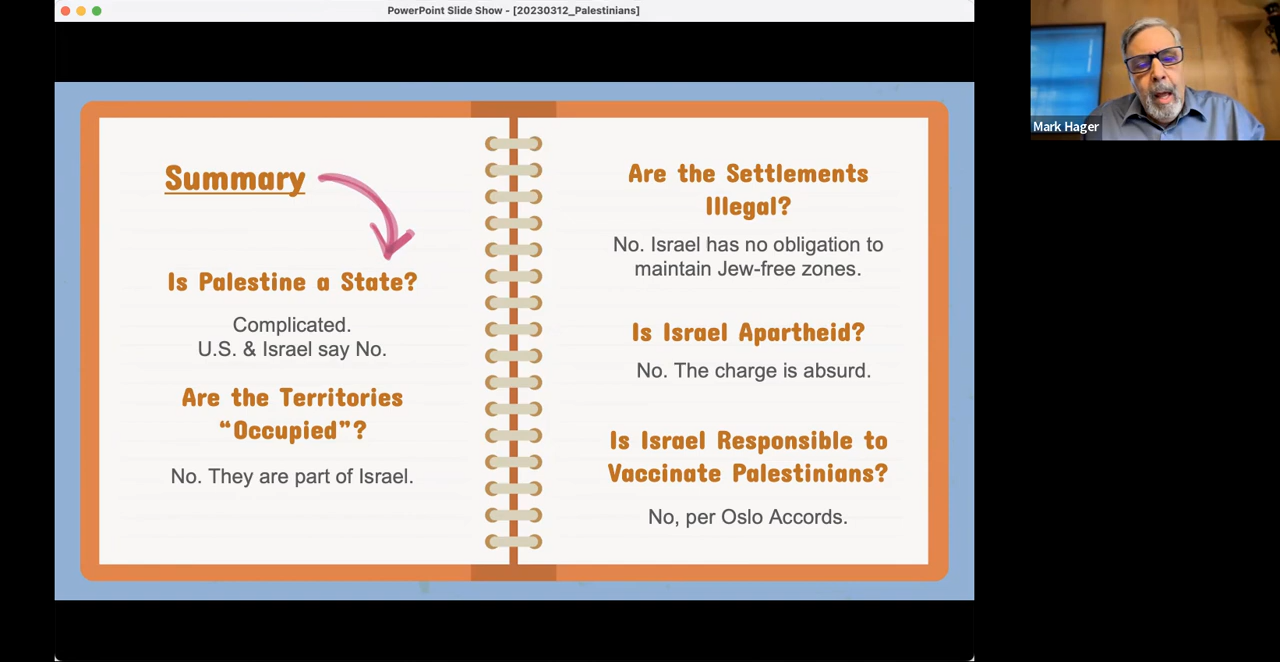 PowerPoint Slide Show - [20230312_Palestinians]
Summary
Is Palestine a State?
Complicated.
U.S. & Israel say No.
Are the Territories
“Occupied”?
No. They are part of Israel.
Are the Settlements
Illegal?
No. Israel has no obligation to
maintain Jew-free zones.
Is Israel Apartheid?
No. The charge is absurd.
Is Israel Responsible to
Vaccinate Palestinians?
No, per Oslo Accords.
Mark Hager